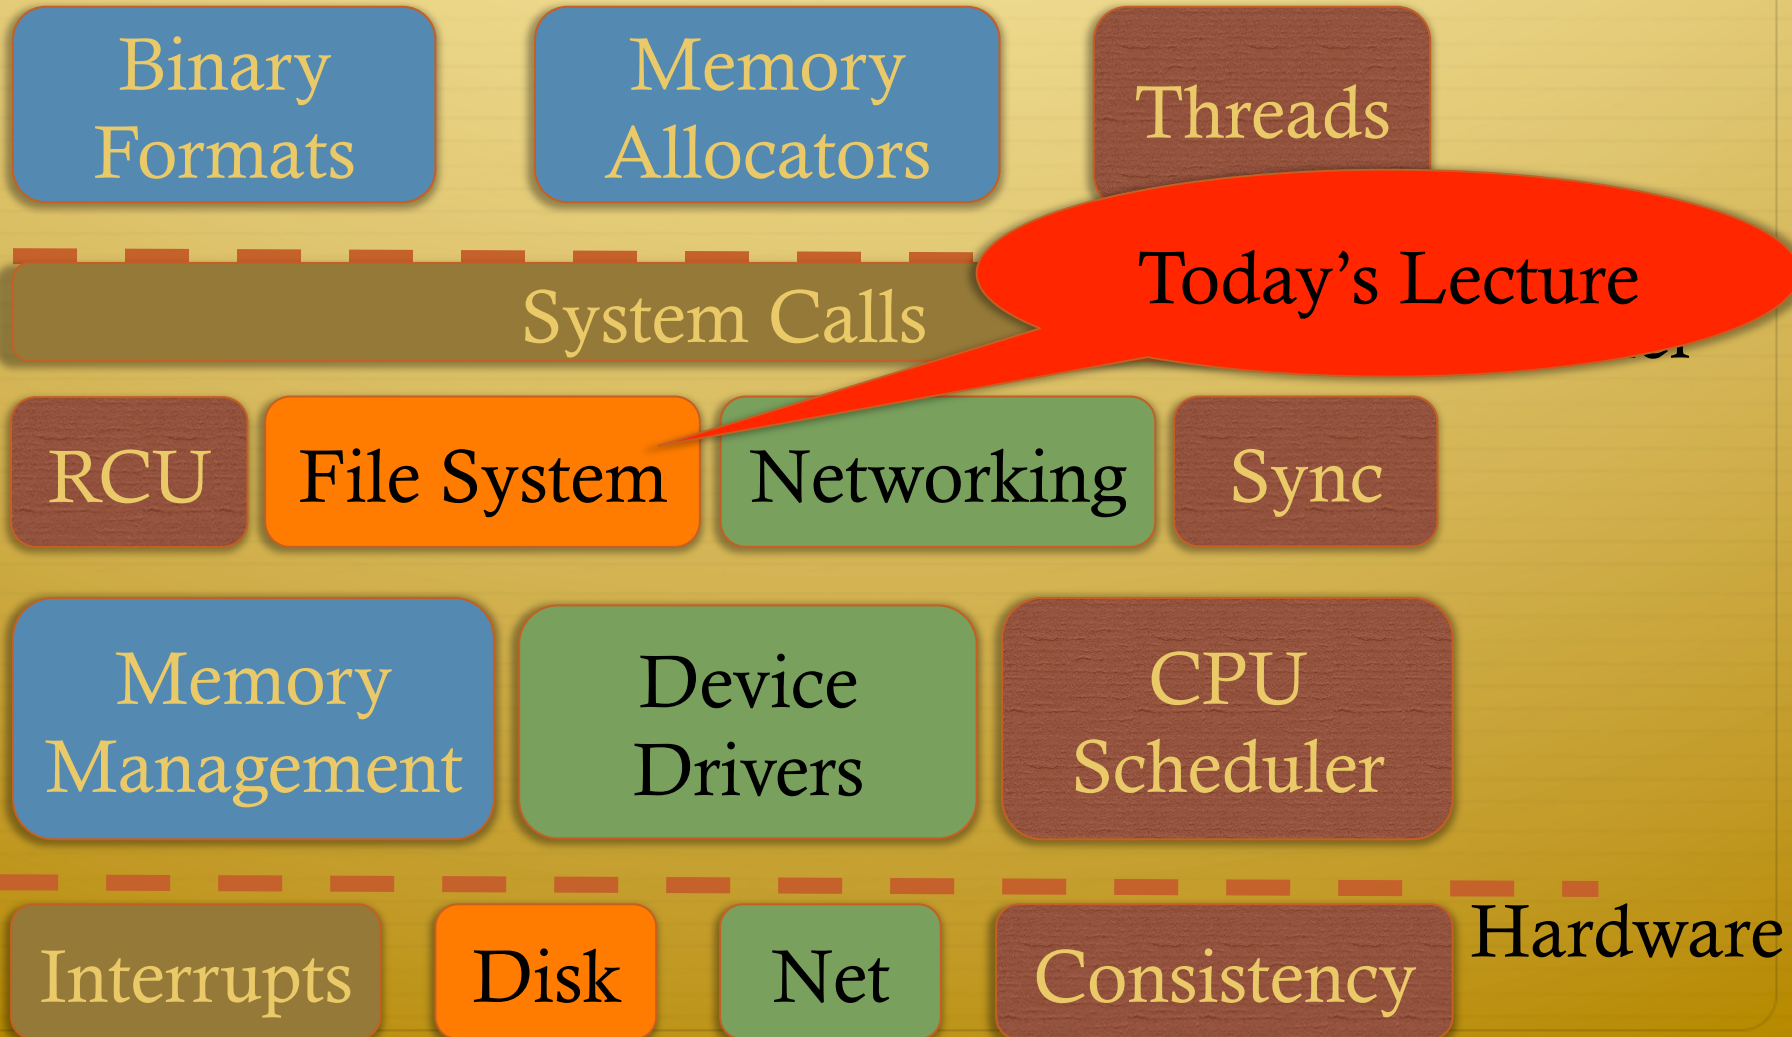 Binary
Formats
Memory
Allocators
Threads
Today’s Lecture
System Calls
RCU
File System
Networking
Sync
Memory
Management
Device
Drivers
CPU
Scheduler
Hardware
Interrupts
Disk
Net
Consistency